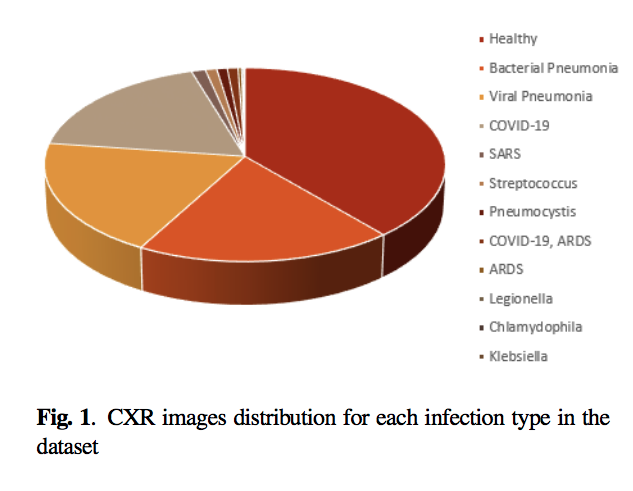 Healthy
Bacterial Pneumonia
Viral Pneumonia
COVID-19
SARS
Streptococcus
Pneumocystis
COVID-19, ARDS
ARDS
Legionella
Chlamydophila
Klebsiella
Fig. 1. CXR images distribution for each infection type in the
dataset